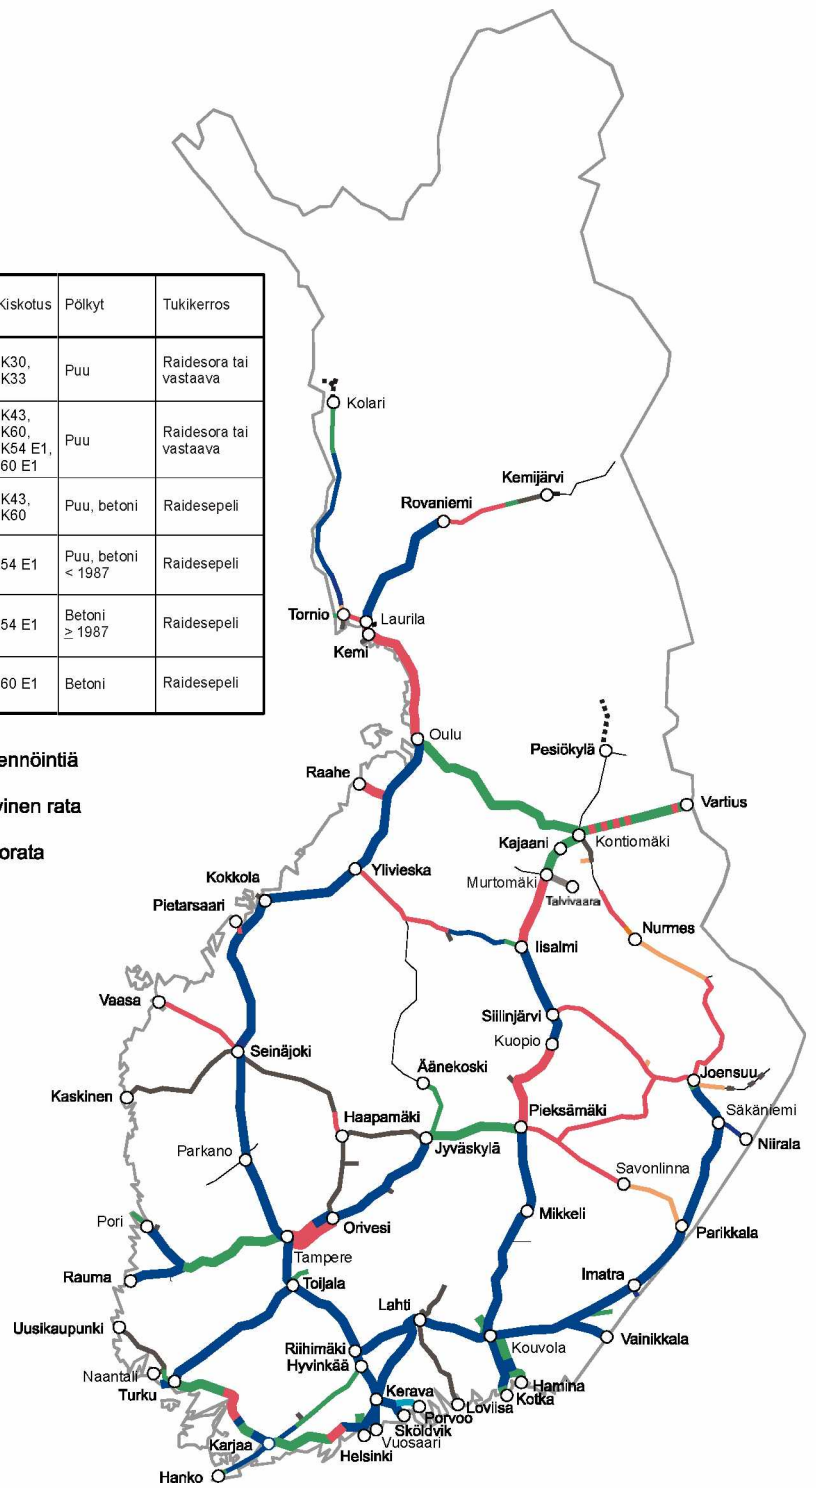 Kiskotus Pölkyt Tukikerros
K30,
K33
Puu
Raidesora tai
vastaava
K43,
K60,
K54 E1,
60 E1
Puu
Raidesora tai
vastaava
K43,
K60
Puu, betoni
Raidesepeli
54 E1
Puu, betoni
< 1987
Raidesepeli
54 E1
Betoni
≥ 1987
Raidesepeli
60 E1
Betoni
Raidesepeli
ennöintiä
vinen rata
orata
Kolari
Kemijärvi
Rovaniemi
Tornio
Laurila
Kemi
Oulu
Pesiökylä
Raahe
Vartius
Kajaani
Kontiomäki
Ylivieska
Murtomäki
Kokkola
Talvivaara
Pietarsaari
Nurmes
Iisalmi
Vaasa
Siilinjärvi
Kuopio
Seinäjoki
Äänekoski
Joensuu
Kaskinen
Haapamäki
Pieksämäki
Säkäniemi
Jyväskylä
Niirala
Parkano
Savonlinna
Pori
Orivesi
Mikkeli
Parikkala
Tampere
Rauma
Toijala
Imatra
Lahti
Uusikaupunki
Riihimäki
Kouvola
Vainikkala
Hyvinkää
Naantali
Turku
Kerava
Hamina
Kotka
Loviisa
Porvoo
Sköldvik
Karjaa
Vuosaari
Helsinki
Hanko